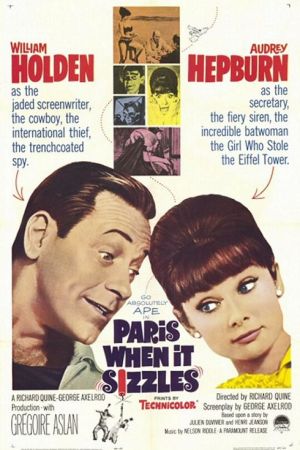 WILLIAM
HOLDEN
as the
jaded screenwriter,
the cowboy, the
international thief,
the trenchcoated
spy.
AUDREY
HEPBURN
as the
secretary,
the fiery siren, the
incredible batwoman
the Girl Who Stole
the Eiffel Tower.
GO
ABSOLUTELY
APE
IN
PARIS
WHEN IT
SIZZLES
PRINTS BY
TECHNICOLOR®
A RICHARD QUINE-GEORGE AXELROD
Production · with
GREGOIRE ASLAN
Directed by RICHARD QUINE
Screenplay by GEORGE AXELROD
Based upon a story by
JULIEN DUVIVIER and HENRI JEANSON
Music by NELSON RIDDLE · A PARAMOUNT RELEASE